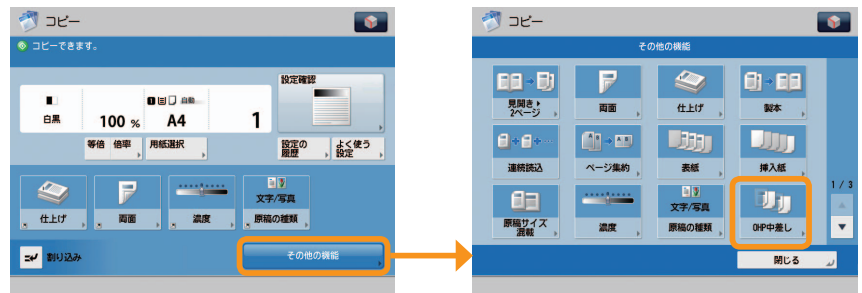 コピー
コピーできます。
設定確認
自動
白黒
100 %
A4
1
等倍
倍率
用紙選択
設定の
履歴
よく使う
設定
仕上げ
両面
濃度
文字/写真
原稿の種類
割り込み
その他の機能
コピー
その他の機能
見開き▶
2ページ
両面
仕上げ
製本
連続読込
ページ集約
表紙
挿入紙
原稿サイズ
混載
濃度
文字/写真
原稿の種類
OHP中差し
1 / 3
閉じる